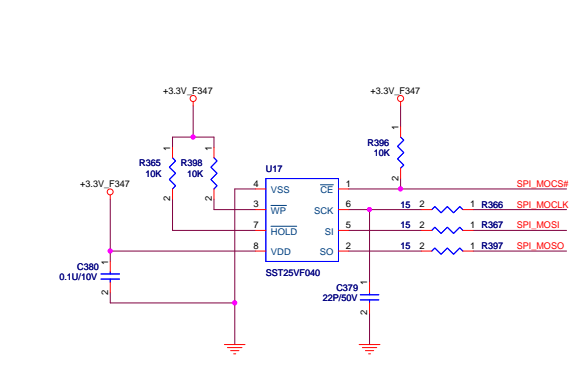 +3.3V_F347
+3.3V_F347
1
1
1
R396
10K
R365
10K
R398
10K
2
2
2
U17
+3.3V_F347
4
VSS
CE
1
SPI_MOCS#
3
WP
SCK
6
15
2
1
R366
SPI_MOCLK
7
HOLD
SI
5
15
2
1
R367
SPI_MOSI
8
VDD
SO
2
15
2
1
R397
SPI_MOSO
SST25VF040
1
C380
0.1U/10V
2
1
C379
22P/50V
2